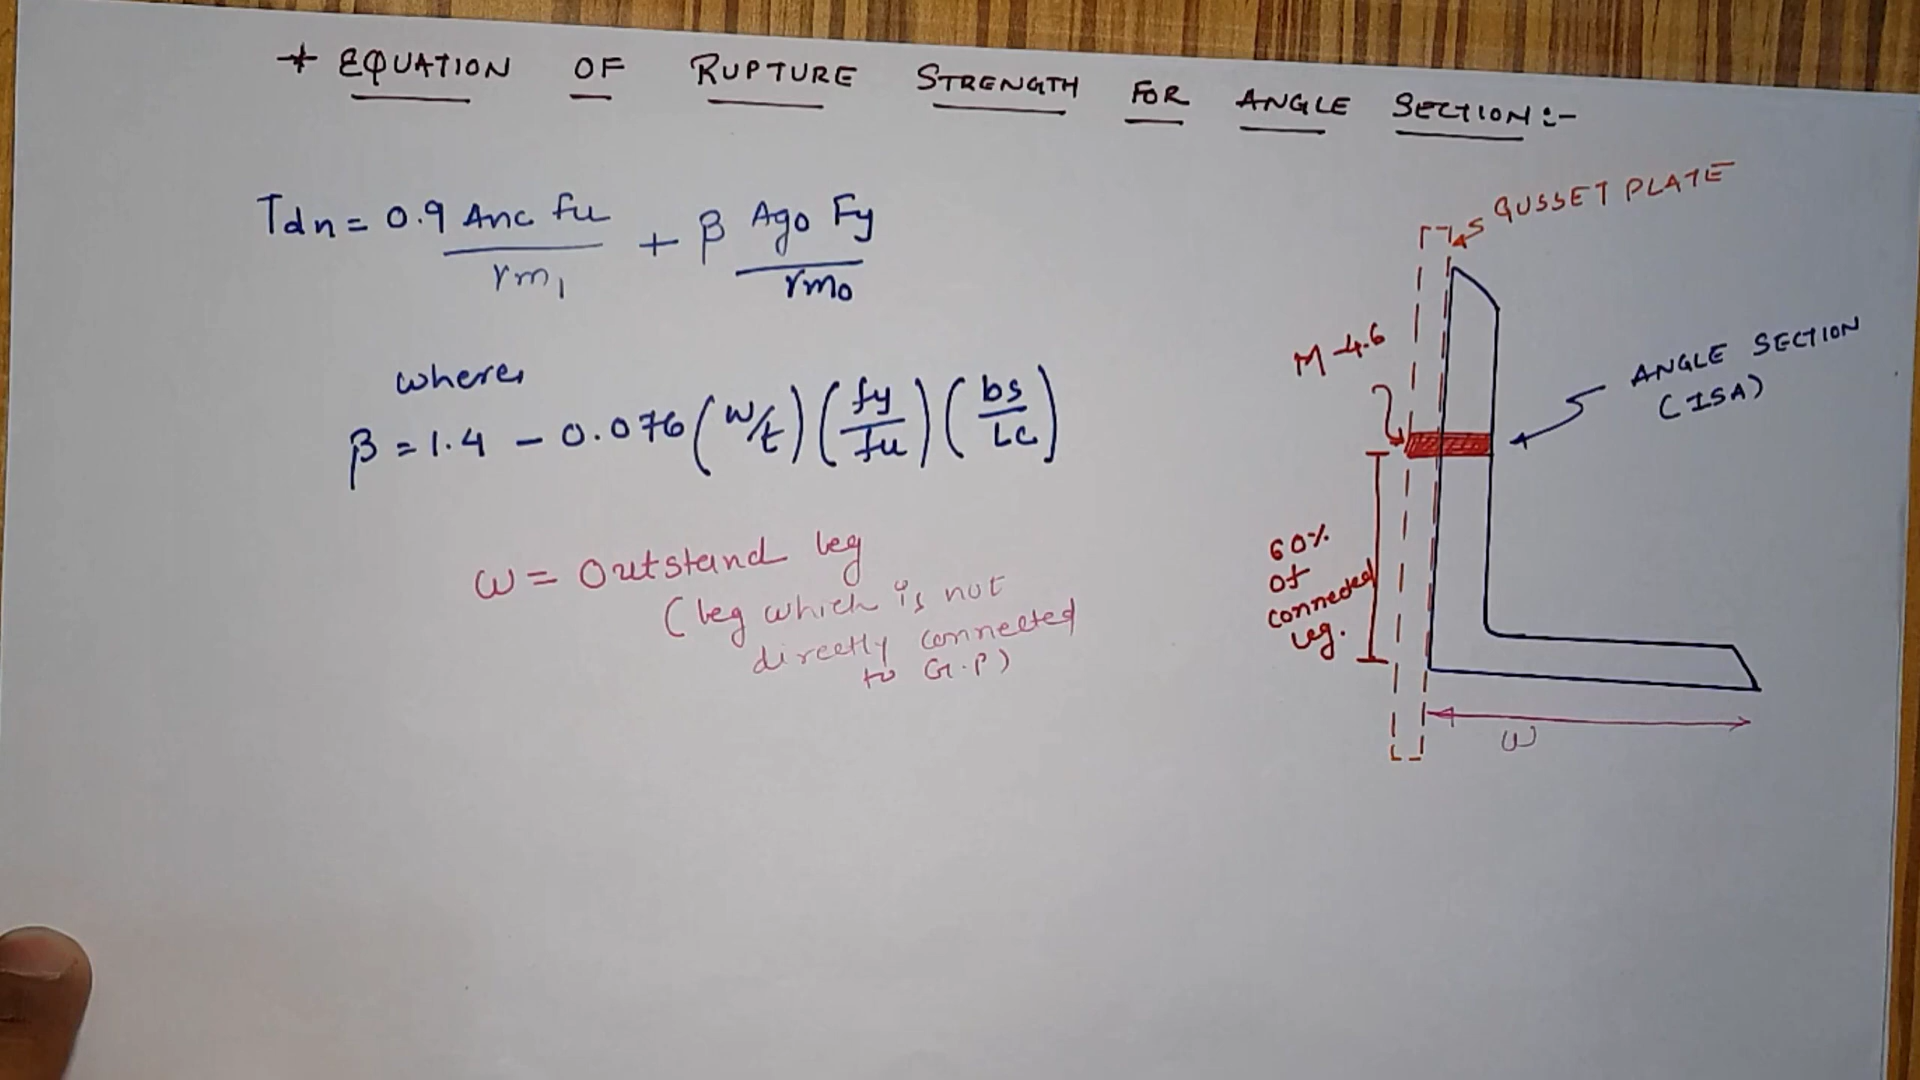 * EQUATION OF RUPTURE STRENGTH FOR ANGLE SECTION :-
Tdn = 0.9 Anc fu / γm1 + β Ago Fy / γm0
where,
β = 1.4 - 0.076 (w/t) (fy/fu) (bs/Lc)
w = Outstand leg
(leg which is not
directly connected
to G.P)
GUSSET PLATE
M-4.6
ANGLE SECTION
(ISA)
60%
of
connected
leg.
w